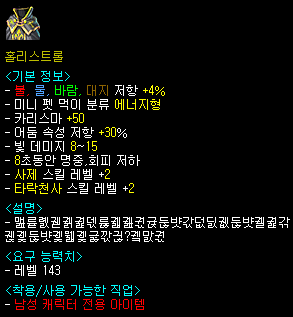 홀리스트롤
<기본 정보>
- 불, 물, 바람, 대지 저항 +4%
- 미니 펫 먹이 분류 에너지형
- 카리스마 +50
- 어둠 속성 저항 +30%
- 빛 데미지 8~15
- 8초동안 명중,회피 저하
- 사제 스킬 레벨 +2
- 타락천사 스킬 레벨 +2
<설명>
<요구 능력치>
- 레벨 143
<착용/사용 가능한 직업>
- 남성 캐릭터 전용 아이템